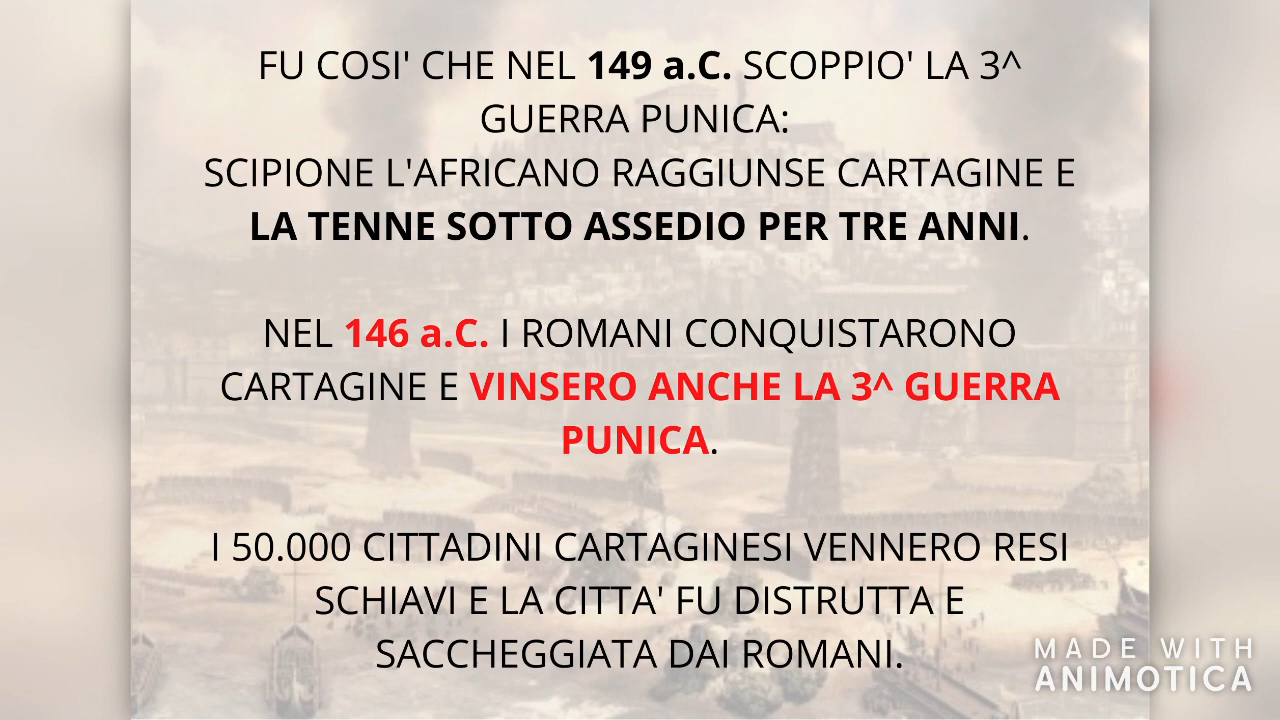 FU COSI' CHE NEL 149 a.C. SCOPPIO' LA 3^
GUERRA PUNICA:
SCIPIONE L'AFRICANO RAGGIUNSE CARTAGINE E
LA TENNE SOTTO ASSEDIO PER TRE ANNI.
NEL 146 a.C. I ROMANI CONQUISTARONO
CARTAGINE E VINSERO ANCHE LA 3^ GUERRA
PUNICA.
I 50.000 CITTADINI CARTAGINESI VENNERO RESI
SCHIAVI E LA CITTA' FU DISTRUTTA E
SACCHEGGIATA DAI ROMANI.
MADE WITH
ANIMOTICA